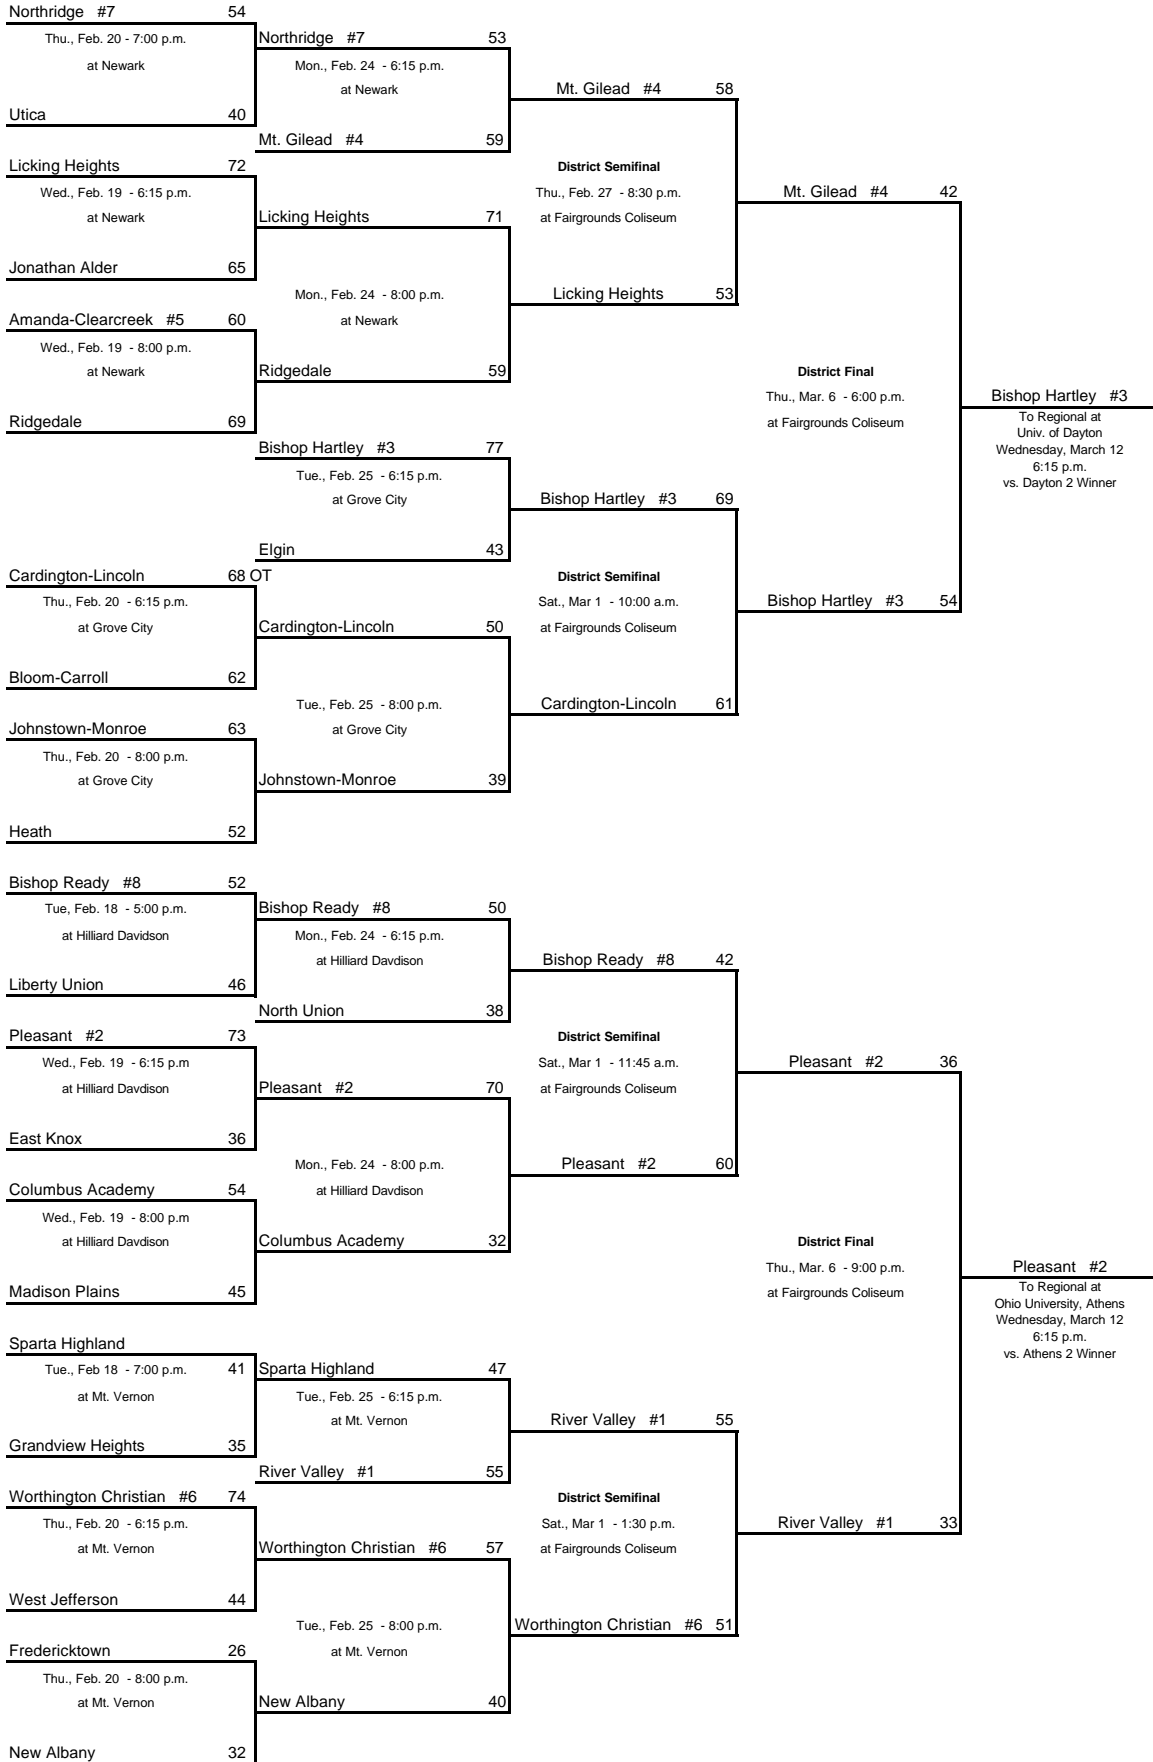 Northridge #7 54
Thu., Feb. 20 - 7:00 p.m.
at Newark
Utica 40
Licking Heights 72
Wed., Feb. 19 - 6:15 p.m.
at Newark
Jonathan Alder 65
Amanda-Clearcreek #5 60
Wed., Feb. 19 - 8:00 p.m.
at Newark
Ridgedale 69
Cardington-Lincoln 68 OT
Thu., Feb. 20 - 6:15 p.m.
at Grove City
Bloom-Carroll 62
Johnstown-Monroe 63
Thu., Feb. 20 - 8:00 p.m.
at Grove City
Heath 52
Bishop Ready #8 52
Tue, Feb. 18 - 5:00 p.m.
at Hilliard Davidson
Liberty Union 46
Pleasant #2 73
Wed., Feb. 19 - 6:15 p.m
at Hilliard Davdison
East Knox 36
Columbus Academy 54
Wed., Feb. 19 - 8:00 p.m
at Hilliard Davdison
Madison Plains 45
Sparta Highland
Tue., Feb 18 - 7:00 p.m. 41
at Mt. Vernon
Grandview Heights 35
Worthington Christian #6 74
Thu., Feb. 20 - 6:15 p.m.
at Mt. Vernon
West Jefferson 44
Fredericktown 26
Thu., Feb. 20 - 8:00 p.m.
at Mt. Vernon
New Albany 32
Northridge #7 53
Mon., Feb. 24 - 6:15 p.m.
at Newark
Mt. Gilead #4 59
Licking Heights 71
Mon., Feb. 24 - 8:00 p.m.
at Newark
Ridgedale 59
Bishop Hartley #3 77
Tue., Feb. 25 - 6:15 p.m.
at Grove City
Elgin 43
Cardington-Lincoln 50
Tue., Feb. 25 - 8:00 p.m.
at Grove City
Johnstown-Monroe 39
Bishop Ready #8 50
Mon., Feb. 24 - 6:15 p.m.
at Hilliard Davdison
North Union 38
Pleasant #2 70
Mon., Feb. 24 - 8:00 p.m.
at Hilliard Davdison
Columbus Academy 32
Sparta Highland 47
Tue., Feb. 25 - 6:15 p.m.
at Mt. Vernon
River Valley #1 55
Worthington Christian #6 57
Tue., Feb. 25 - 8:00 p.m.
at Mt. Vernon
New Albany 40
Mt. Gilead #4 58
District Semifinal
Thu., Feb. 27 - 8:30 p.m.
at Fairgrounds Coliseum
Licking Heights 53
Bishop Hartley #3 69
District Semifinal
Sat., Mar 1 - 10:00 a.m.
at Fairgrounds Coliseum
Cardington-Lincoln 61
Bishop Ready #8 42
District Semifinal
Sat., Mar 1 - 11:45 a.m.
at Fairgrounds Coliseum
Pleasant #2 60
River Valley #1 55
District Semifinal
Sat., Mar 1 - 1:30 p.m.
at Fairgrounds Coliseum
Worthington Christian #6 51
Mt. Gilead #4 42
District Final
Thu., Mar. 6 - 6:00 p.m.
at Fairgrounds Coliseum
Bishop Hartley #3 54
Pleasant #2 36
District Final
Thu., Mar. 6 - 9:00 p.m.
at Fairgrounds Coliseum
River Valley #1 33
Bishop Hartley #3
To Regional at
Univ. of Dayton
Wednesday, March 12
6:15 p.m.
vs. Dayton 2 Winner
Pleasant #2
To Regional at
Ohio University, Athens
Wednesday, March 12
6:15 p.m.
vs. Athens 2 Winner